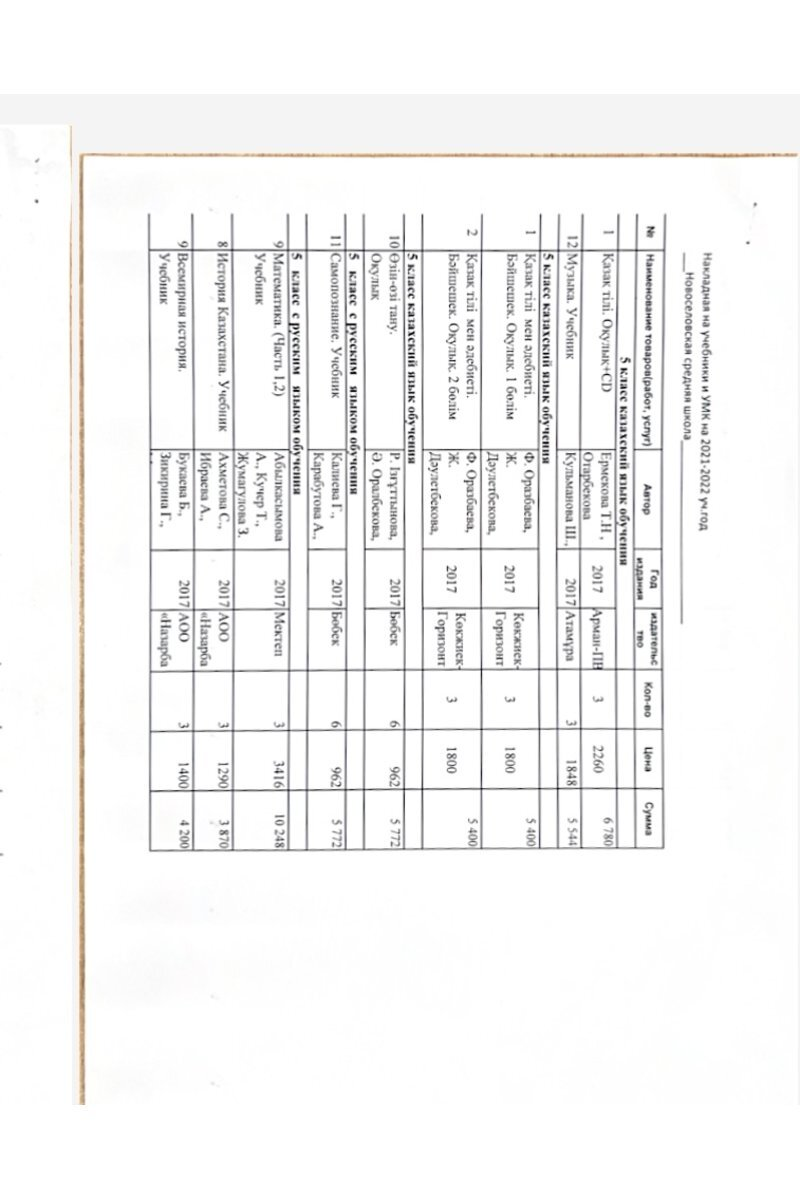 Накладная на учебники и УМК на 2021-2022 уч.год
____Новоселовская средняя школа____
№ Наименование товаров(работ, услуг) Автор Год издания издательс тво Кол-во Цена Сумма
5 класс казахский язык обучения
1 Қазақ тілі. Оқулық+CD Ермекова Т.Н , Отарбекова 2017 Арман-ПВ 3 2260 6 780
12 Музыка. Учебник Кульманова Ш., 2017 Атамұра 3 1848 5 544
5 класс казахский язык обучения
1 Қазақ тілі мен әдебиеті. Бәйшешек. Оқулық. 1 бөлім Ф. Оразбаева, Ж. Дәулетбекова, 2017 Көкжиек-Горизонт 3 1800 5 400
2 Қазақ тілі мен әдебиеті. Бәйшешек. Оқулық. 2 бөлім Ф. Оразбаева, Ж. Дәулетбекова, 2017 Көкжиек-Горизонт 3 1800 5 400
5 класс казахский язык обучения
10 Өзін-өзі тану. Оқулық Р. Ізғұттынова, Ә. Оралбекова, 2017 Бөбек 6 962 5 772
5 класс с русским языком обучения
11 Самопознание. Учебник Калиева Г., Карабутова А., 2017 Бөбек 6 962 5 772
5 класс с русским языком обучения
9 Математика. (Часть 1,2) Учебник Абылкасымова А., Кучер Т., Жумагулова З. 2017 Мектеп 3 3416 10 248
8 История Казахстана. Учебник Ахметова С., Ибраева А., 2017 АОО «Назарба 3 1290 3 870
9 Всемирная история. Учебник Букаева Б., Зикирина Г., 2017 АОО «Назарба 3 1400 4 200